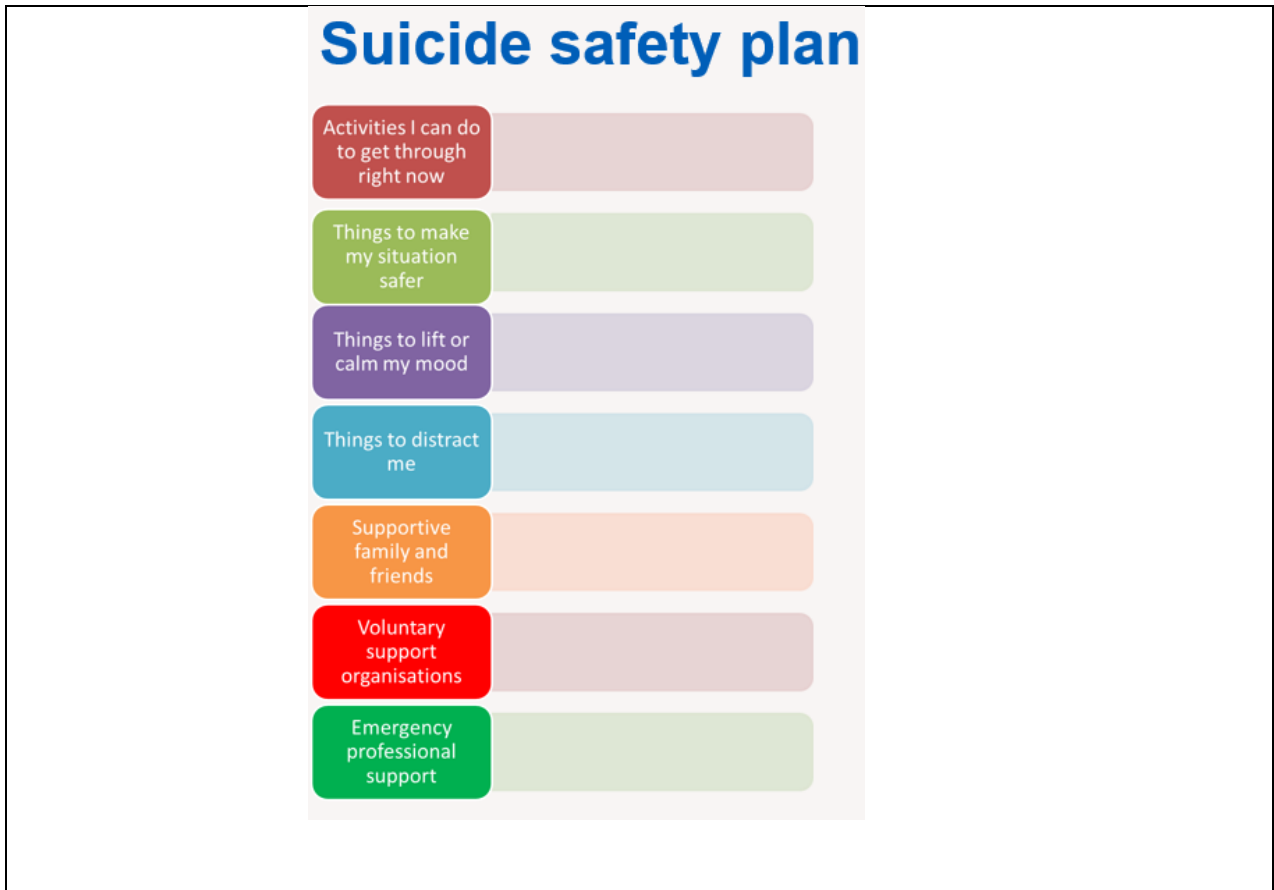 Suicide safety plan
Activities I can do
to get through
right now
Things to make
my situation
safer
Things to lift or
calm my mood
Things to distract
me
Supportive
family and
friends
Voluntary
support
organisations
Emergency
professional
support